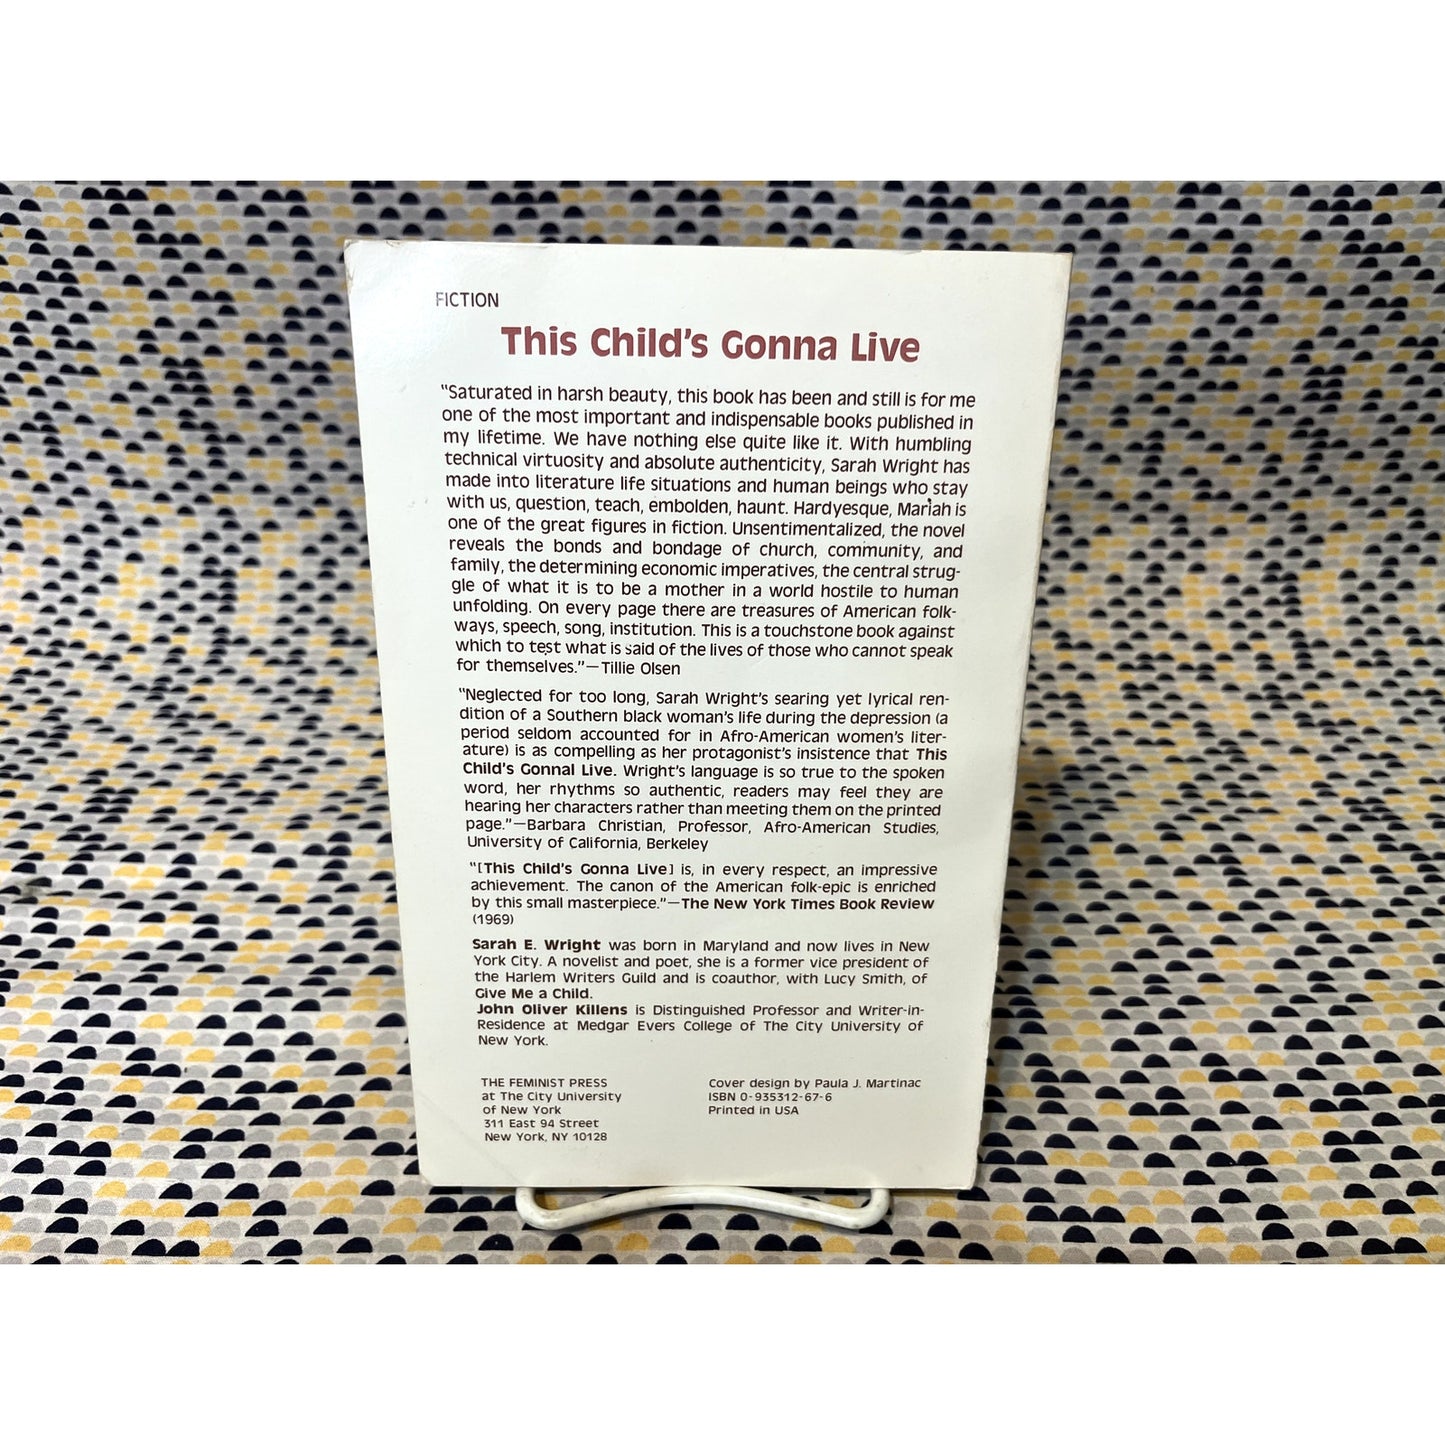 FICTION
This Child's Gonna Live
"Saturated in harsh beauty, this book has been and still is for me
one of the most important and indispensable books published in
my lifetime. We have nothing else quite like it. With humbling
technical virtuosity and absolute authenticity, Sarah Wright has
made into literature life situations and human beings who stay
with us, question, teach, embolden, haunt. Hardyesque, Mariah is
one of the great figures in fiction. Unsentimentalized, the novel
reveals the bonds and bondage of church, community, and
family, the determining economic imperatives, the central strug-
gle of what it is to be a mother in a world hostile to human
unfolding. On every page there are treasures of American folk-
ways, speech, song, institution. This is a touchstone book against
which to test what is said of the lives of those who cannot speak
for themselves."—Tillie Olsen
"Neglected for too long, Sarah Wright's searing yet lyrical ren-
dition of a Southern black woman's life during the depression (a
period seldom accounted for in Afro-American women's liter-
ature) is as compelling as her protagonist's insistence that This
Child's Gonnal Live. Wright's language is so true to the spoken
word, her rhythms so authentic, readers may feel they are
hearing her characters rather than meeting them on the printed
page."—Barbara Christian, Professor, Afro-American Studies,
University of California, Berkeley
"[This Child's Gonna Live] is, in every respect, an impressive
achievement. The canon of the American folk-epic is enriched
by this small masterpiece."—The New York Times Book Review
(1969)
Sarah E. Wright was born in Maryland and now lives in New
York City. A novelist and poet, she is a former vice president of
the Harlem Writers Guild and is coauthor, with Lucy Smith, of
Give Me a Child.
John Oliver Killens is Distinguished Professor and Writer-in-
Residence at Medgar Evers College of The City University of
New York.
THE FEMINIST PRESS
at The City University
of New York
311 East 94 Street
New York, NY 10128
Cover design by Paula J. Martinac
ISBN 0-935312-67-6
Printed in USA